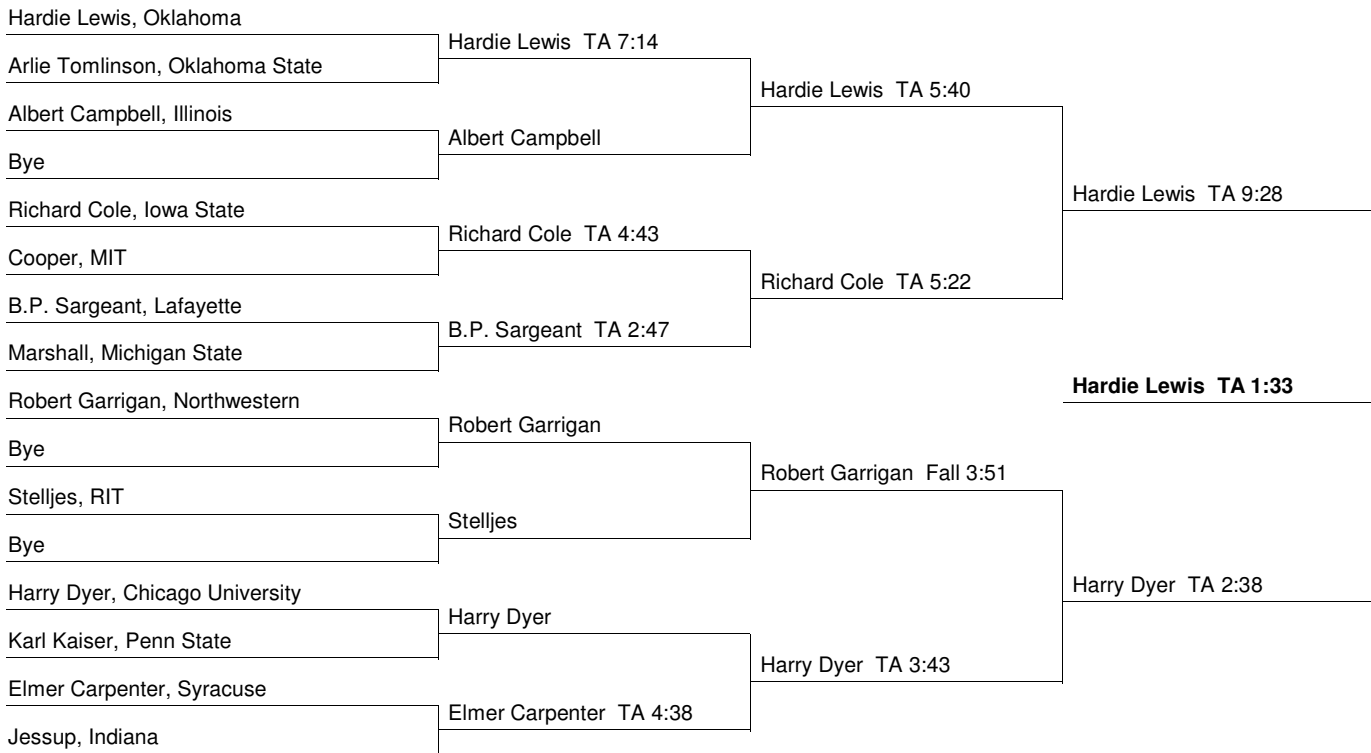 Hardie Lewis, Oklahoma
Hardie Lewis TA 7:14
Arlie Tomlinson, Oklahoma State
Hardie Lewis TA 5:40
Albert Campbell, Illinois
Albert Campbell
Bye
Hardie Lewis TA 9:28
Richard Cole, Iowa State
Richard Cole TA 4:43
Cooper, MIT
Richard Cole TA 5:22
B.P. Sargeant, Lafayette
B.P. Sargeant TA 2:47
Marshall, Michigan State
Hardie Lewis TA 1:33
Robert Garrigan, Northwestern
Robert Garrigan
Bye
Robert Garrigan Fall 3:51
Stelljes, RIT
Stelljes
Bye
Harry Dyer TA 2:38
Harry Dyer, Chicago University
Harry Dyer
Karl Kaiser, Penn State
Harry Dyer TA 3:43
Elmer Carpenter, Syracuse
Elmer Carpenter TA 4:38
Jessup, Indiana